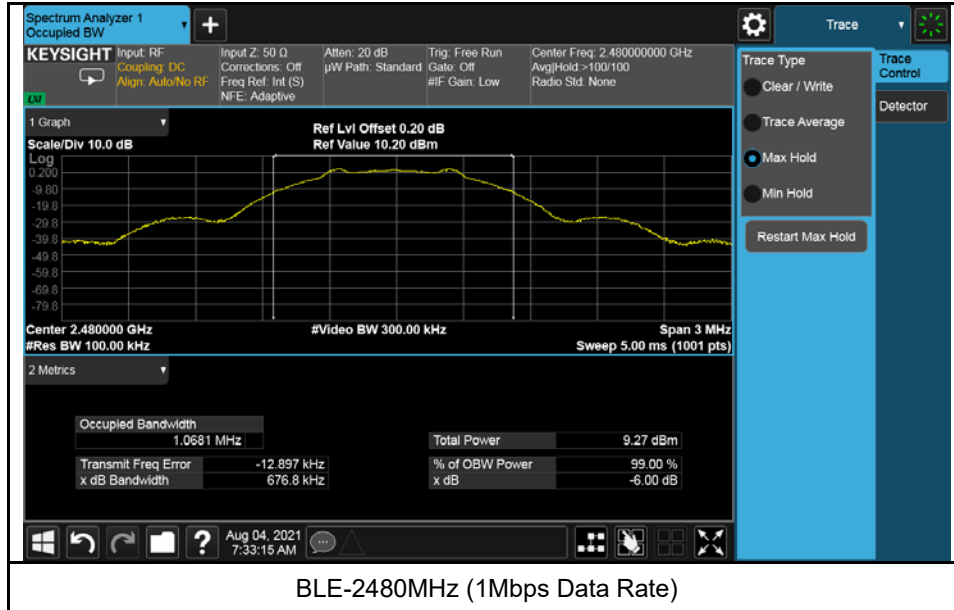 Spectrum Analyzer 1
Occupied BW
+
Trace
KEYSIGHT
LXI
Input: RF
Coupling: DC
Align: Auto/No RF
Input Z: 50 Ω
Corrections: Off
Freq Ref: Int (S)
NFE: Adaptive
Atten: 20 dB
µW Path: Standard
Trig: Free Run
Gate: Off
#IF Gain: Low
Center Freq: 2.480000000 GHz
Avg|Hold:>100/100
Radio Std: None
1 Graph
Scale/Div 10.0 dB
Ref Lvl Offset 0.20 dB
Ref Value 10.20 dBm
Log
0.200
-9.80
-19.8
-29.8
-39.8
-49.8
-59.8
-69.8
-79.8
Center 2.480000 GHz
#Res BW 100.00 kHz
#Video BW 300.00 kHz
Span 3 MHz
Sweep 5.00 ms (1001 pts)
2 Metrics
Occupied Bandwidth
1.0681 MHz
Transmit Freq Error -12.897 kHz
x dB Bandwidth 676.8 kHz
Total Power 9.27 dBm
% of OBW Power 99.00 %
x dB -6.00 dB
Trace Type
Clear / Write
Trace Average
Max Hold
Min Hold
Restart Max Hold
Trace
Control
Detector
?
Aug 04, 2021
7:33:15 AM
BLE-2480MHz (1Mbps Data Rate)